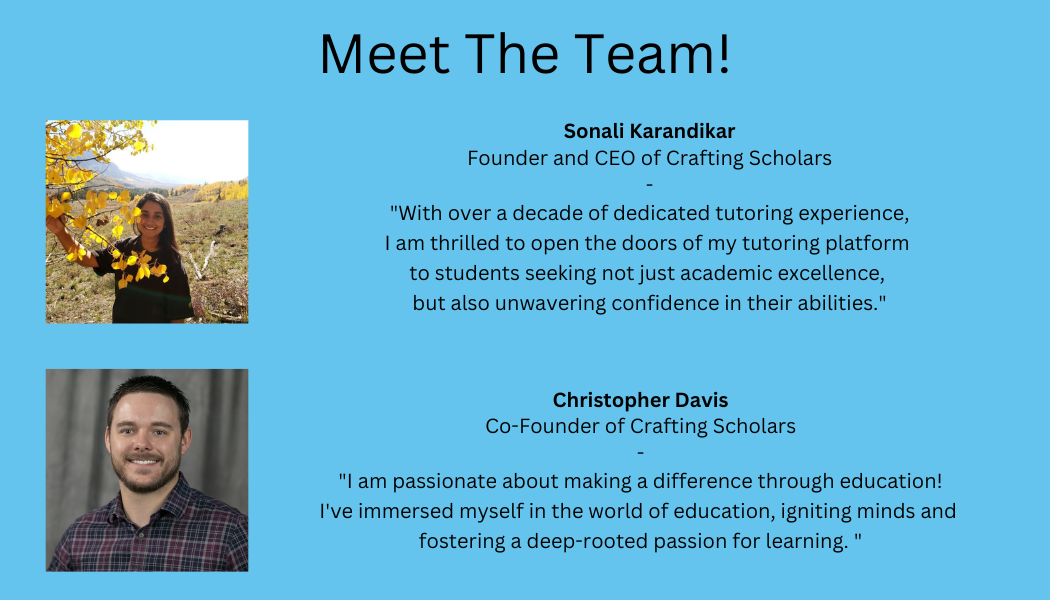 Meet The Team!
Sonali Karandikar
Founder and CEO of Crafting Scholars
-
"With over a decade of dedicated tutoring experience,
I am thrilled to open the doors of my tutoring platform
to students seeking not just academic excellence,
but also unwavering confidence in their abilities."
Christopher Davis
Co-Founder of Crafting Scholars
-
"I am passionate about making a difference through education!
I've immersed myself in the world of education, igniting minds and
fostering a deep-rooted passion for learning. "